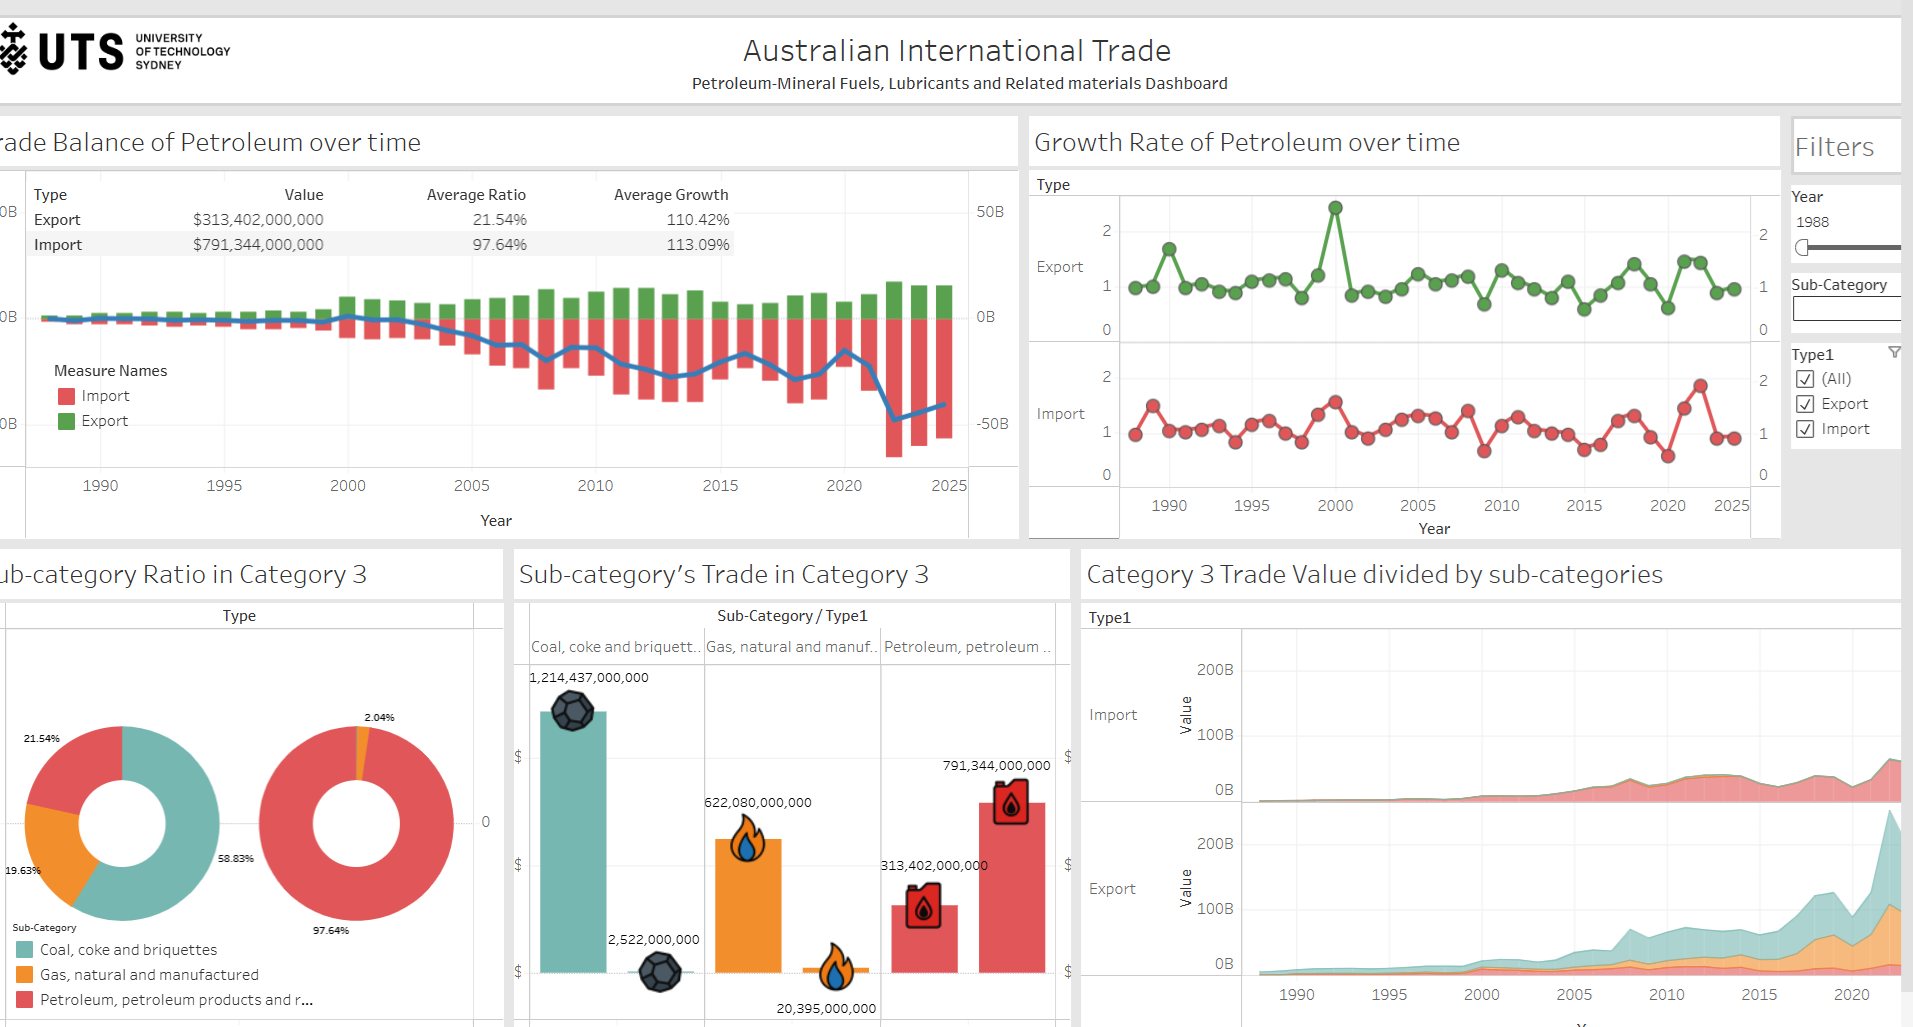 UTS
UNIVERSITY
OF TECHNOLOGY
SYDNEY
Australian International Trade
Petroleum-Mineral Fuels, Lubricants and Related materials Dashboard
rade Balance of Petroleum over time
Type Value Average Ratio Average Growth
Export $313,402,000,000 21.54% 110.42%
Import $791,344,000,000 97.64% 113.09%
0B 50B
0B 0B
0B -50B
Measure Names
Import
Export
1990 1995 2000 2005 2010 2015 2020 2025
Year
Growth Rate of Petroleum over time
Type
Export
2 2
1 1
0 0
Import
2 2
1 1
0 0
1990 1995 2000 2005 2010 2015 2020 2025
Year
Filters
Year
1988
Sub-Category
Type1
(All)
Export
Import
ub-category Ratio in Category 3
Type
21.54%
19.63%
58.83%
2.04%
97.64%
0
Sub-Category
Coal, coke and briquettes
Gas, natural and manufactured
Petroleum, petroleum products and r...
Sub-category's Trade in Category 3
Sub-Category / Type1
Coal, coke and briquett.. Gas, natural and manuf.. Petroleum, petroleum ..
1,214,437,000,000
2,522,000,000
622,080,000,000
20,395,000,000
313,402,000,000
791,344,000,000
$ $
$ $
$ $
Category 3 Trade Value divided by sub-categories
Type1
Import
Value
200B
100B
0B
Export
Value
200B
100B
0B
1990 1995 2000 2005 2010 2015 2020